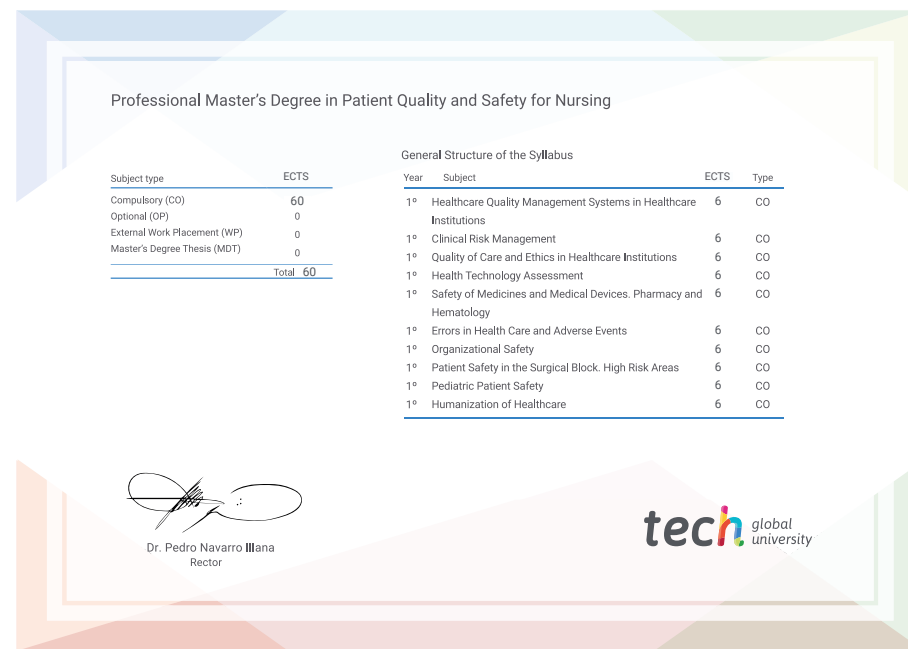 Professional Master's Degree in Patient Quality and Safety for Nursing
Subject type ECTS
Compulsory (CO) 60
Optional (OP) 0
External Work Placement (WP) 0
Master's Degree Thesis (MDT) 0
Total 60
General Structure of the Syllabus
Year Subject ECTS Type
1º Healthcare Quality Management Systems in Healthcare 6 CO
Institutions
1º Clinical Risk Management 6 CO
1º Quality of Care and Ethics in Healthcare Institutions 6 CO
1º Health Technology Assessment 6 CO
1º Safety of Medicines and Medical Devices. Pharmacy and 6 CO
Hematology
1º Errors in Health Care and Adverse Events 6 CO
1º Organizational Safety 6 CO
1º Patient Safety in the Surgical Block. High Risk Areas 6 CO
1º Pediatric Patient Safety 6 CO
1º Humanization of Healthcare 6 CO
Dr. Pedro Navarro Illana
Rector
tech global
university